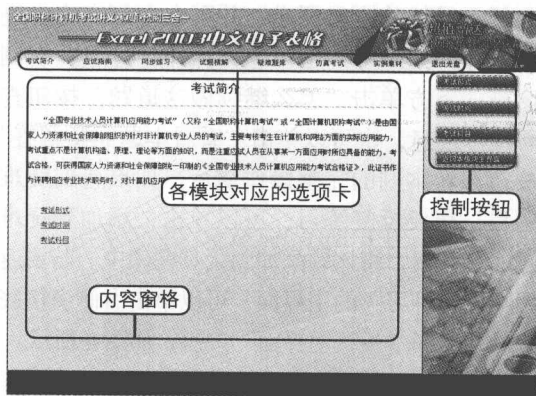 全国职称计算机考试讲义·真题·预测三合一
Excel 2003中文电子表格
考试简介 应试指南 同步练习 试题精解 疑难题库 仿真考试 实例素材 退出光盘
考试简介
“全国专业技术人员计算机应用能力考试”（又称“全国职称计算机考试”或“全国计算机职称考试”）是由国
家人力资源和社会保障部组织的针对非计算机专业人员的考试，主要考核考生在计算机和网络方面的实际应用能力，
考试重点不是计算机构造、原理、理论等方面的知识，而是注重应试人员在从事某一方面应用时所应具备的能力。考
试合格，可获得国家人力资源和社会保障部统一印制的《全国专业技术人员计算机应用能力考试合格证》，此证书作
为评聘相应专业技术职务时，对计算机应用
各模块对应的选项卡
控制按钮
考试形式
考试时间
考试科目
内容窗格